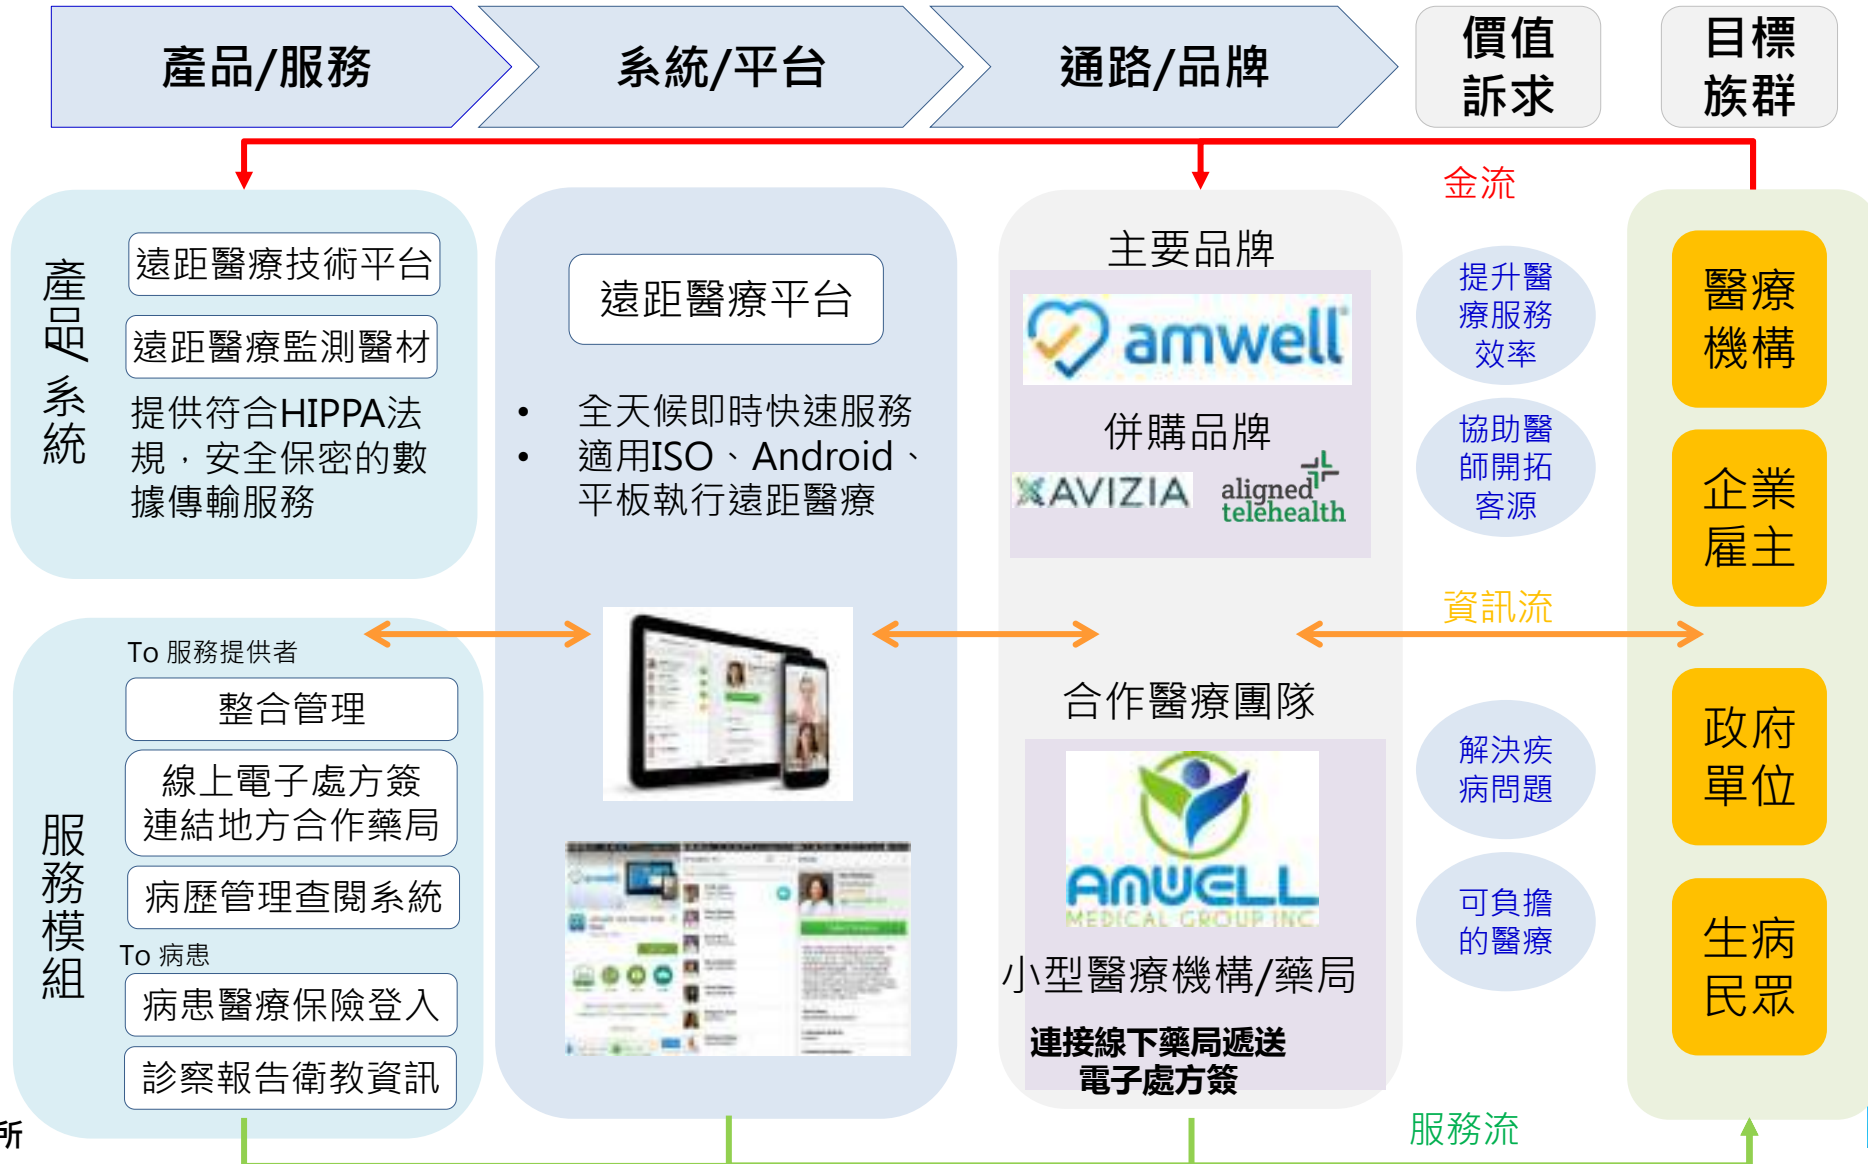 產品/服務
系統/平台
通路/品牌
價值
訴求
目標
族群
金流
產品/系統
遠距醫療技術平台
遠距醫療監測醫材
提供符合HIPPA法
規，安全保密的數
據傳輸服務
遠距醫療平台
• 全天候即時快速服務
• 適用ISO、Android、
平板執行遠距醫療
主要品牌
amwell
併購品牌
AVIZIA
aligned
telehealth
提升醫
療服務
效率
協助醫
師開拓
客源
醫療
機構
企業
雇主
資訊流
服務模組
To 服務提供者
整合管理
線上電子處方簽
連結地方合作藥局
病歷管理查閱系統
To 病患
病患醫療保險登入
診察報告衛教資訊
amwell
合作醫療團隊
AMWELL
MEDICAL GROUP INC
小型醫療機構/藥局
連接線下藥局遞送
電子處方簽
解決疾
病問題
可負擔
的醫療
政府
單位
生病
民眾
服務流
所